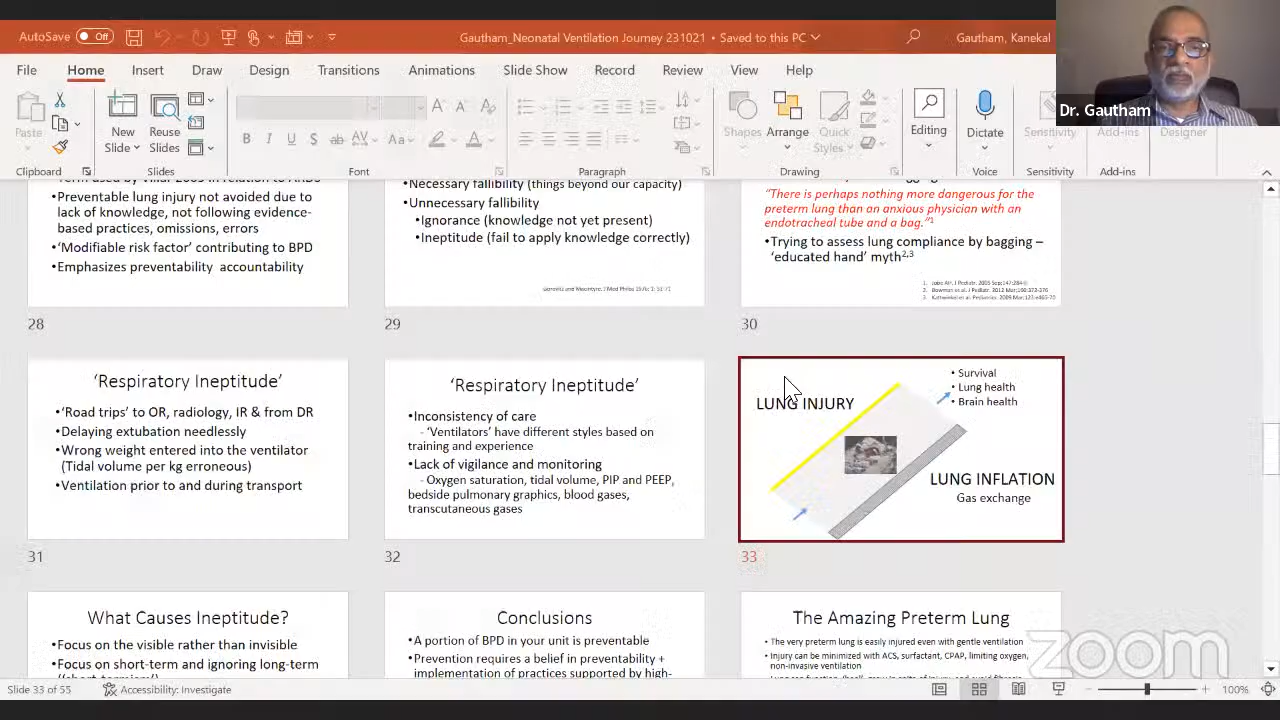 AutoSave Off
Gautham_Neonatal Ventilation Journey 231021 • Saved to this PC
Gautham, Kanekal
Dr. Gautham
File Home Insert Draw Design Transitions Animations Slide Show Record Review View Help
Paste
New Slide
Reuse Slides
Shapes
Arrange
Quick Styles
Editing
Dictate
Sensitivity
Add-ins
Designer
Clipboard
Slides
Font
Paragraph
Drawing
Voice
Sensitivity
Add-ins
•Preventable lung injury not avoided due to
lack of knowledge, not following evidence-
based practices, omission errors
•'Modifiable risk factor' contributing to BPD
•Emphasizes preventability accountability
28
Necessary fallibility (things beyond our capacity)
•Unnecessary fallibility
•Ignorance (knowledge not yet present)
•Ineptitude (fail to apply knowledge correctly)
29
"There is perhaps nothing more dangerous for the
preterm lung than an anxious physician with an
endotracheal tube and a bag."1
•Trying to assess lung compliance by bagging –
'educated hand' myth2,3
30
'Respiratory Ineptitude'
•'Road trips' to OR, radiology, IR & from DR
•Delaying extubation needlessly
•Wrong weight entered into the ventilator
(Tidal volume per kg erroneous)
•Ventilation prior to and during transport
31
'Respiratory Ineptitude'
•Inconsistency of care
- 'Ventilators' have different styles based on
training and experience
•Lack of vigilance and monitoring
- Oxygen saturation, tidal volume, PIP and PEEP,
bedside pulmonary graphics, blood gases,
transcutaneous gases
32
• Survival
• Lung health
• Brain health
LUNG INJURY
LUNG INFLATION
Gas exchange
33
What Causes Ineptitude?
•Focus on the visible rather than invisible
•Focus on short-term and ignoring long-term
Conclusions
•A portion of BPD in your unit is preventable
•Prevention requires a belief in preventability +
implementation of practices supported by high-
The Amazing Preterm Lung
• The very preterm lung is easily injured even with gentle ventilation
• Injury can be minimized with ACS, surfactant, CPAP, limiting oxygen,
non-invasive ventilation
zoom
Slide 33 of 55
Accessibility: Investigate
100%